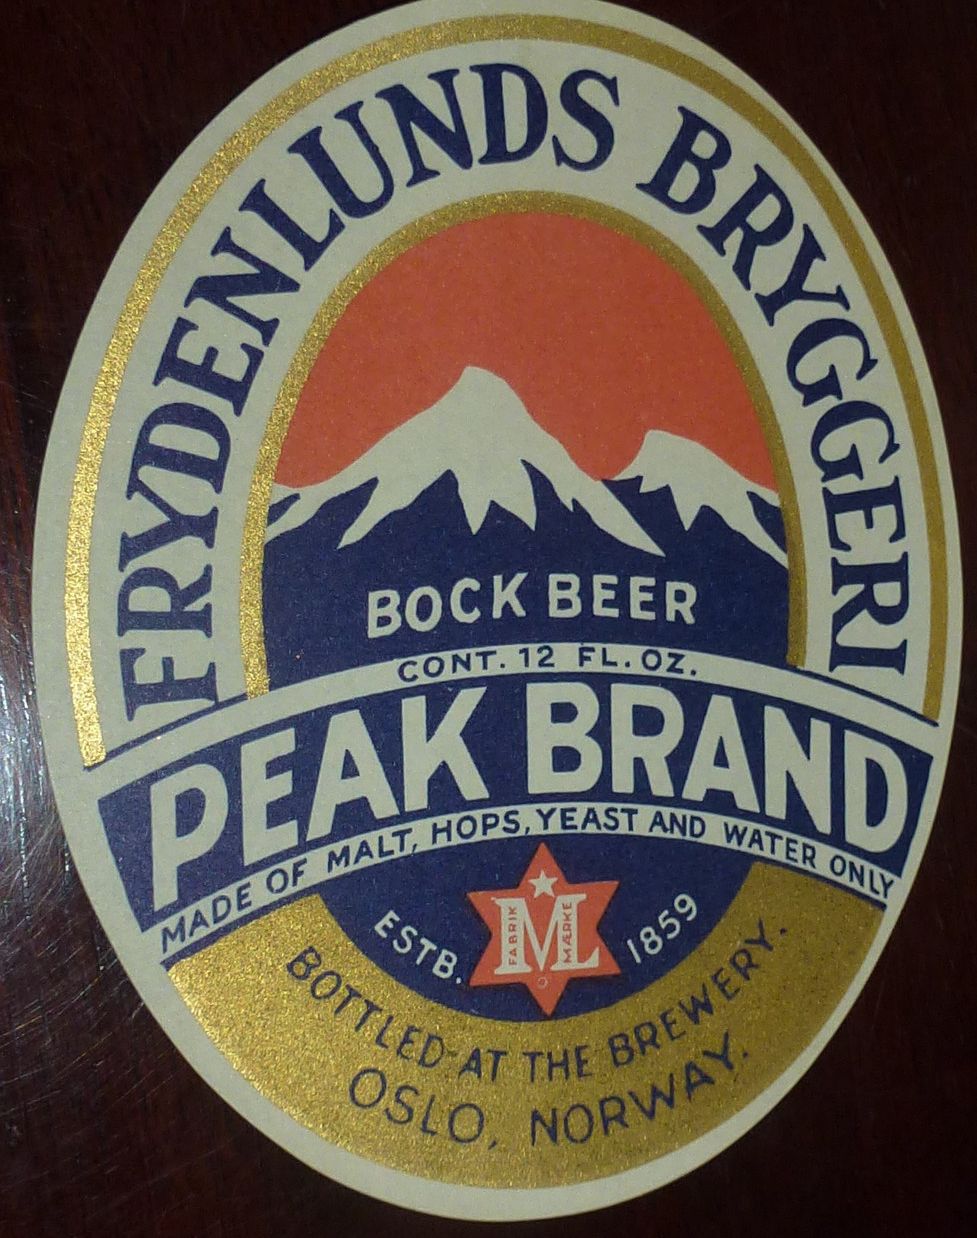 FRYDENLUNDS BRYGGERI
BOCK BEER
CONT. 12 FL. OZ.
PEAK BRAND
MADE OF MALT, HOPS, YEAST AND WATER ONLY
ESTB. 1859
FABRIK ML MÆRKE
BOTTLED AT THE BREWERY.
OSLO, NORWAY.